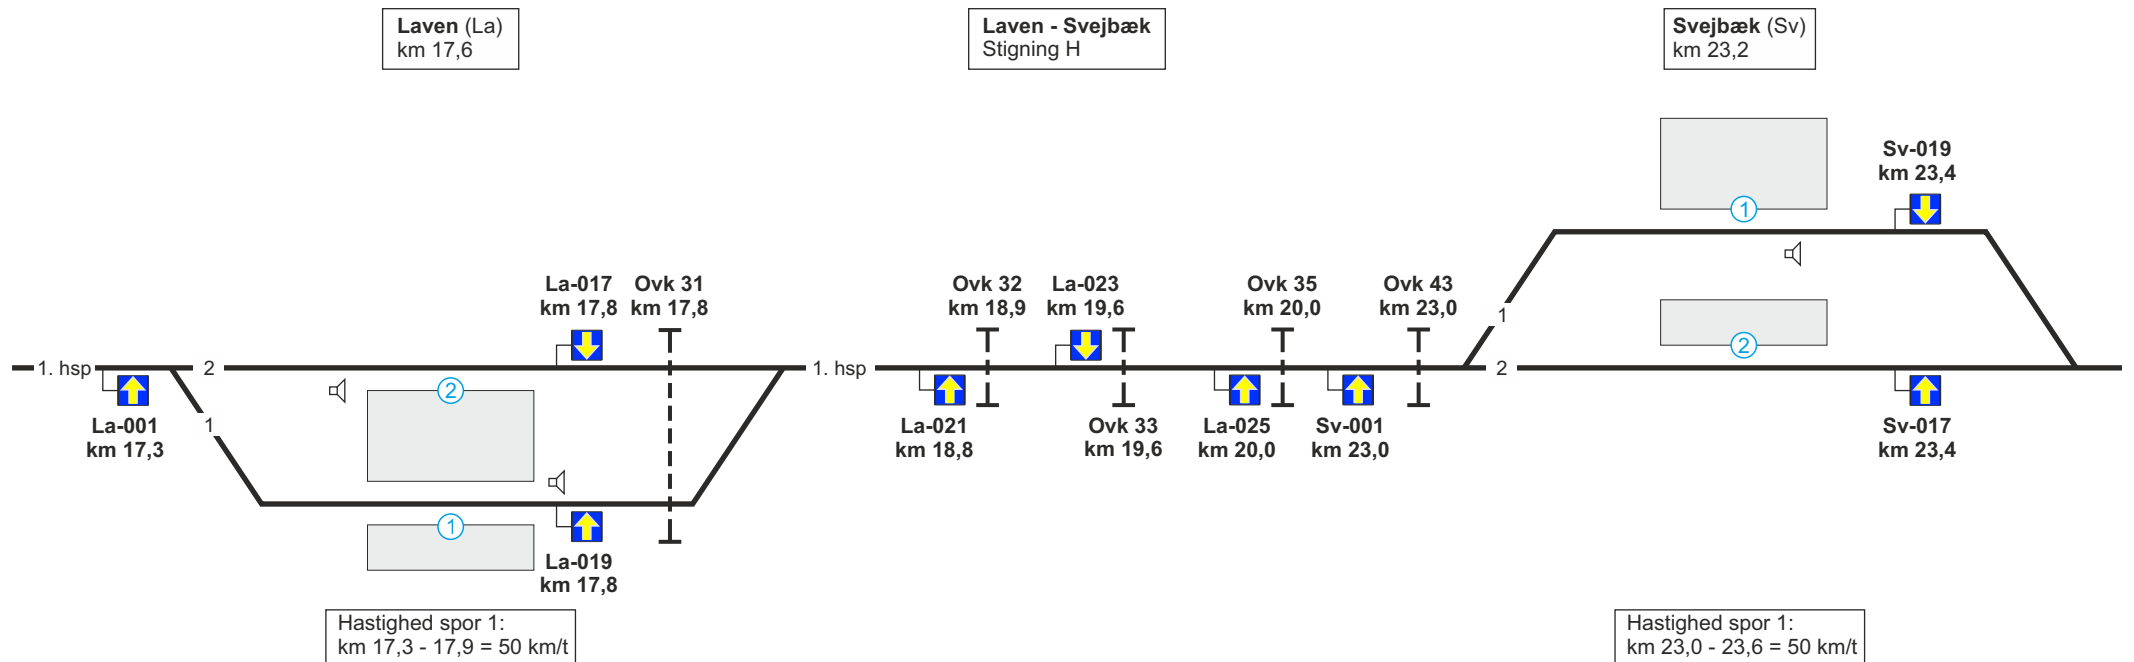 Laven (La)
km 17,6
Laven - Svejbæk
Stigning H
Svejbæk (Sv)
km 23,2
Sv-019
km 23,4
1
La-017
km 17,8
Ovk 31
km 17,8
Ovk 32
km 18,9
La-023
km 19,6
Ovk 35
km 20,0
Ovk 43
km 23,0
1
2
1. hsp
2
1. hsp
2
2
1
La-001
km 17,3
La-021
km 18,8
Ovk 33
km 19,6
La-025
km 20,0
Sv-001
km 23,0
Sv-017
km 23,4
1
La-019
km 17,8
Hastighed spor 1:
km 17,3 - 17,9 = 50 km/t
Hastighed spor 1:
km 23,0 - 23,6 = 50 km/t